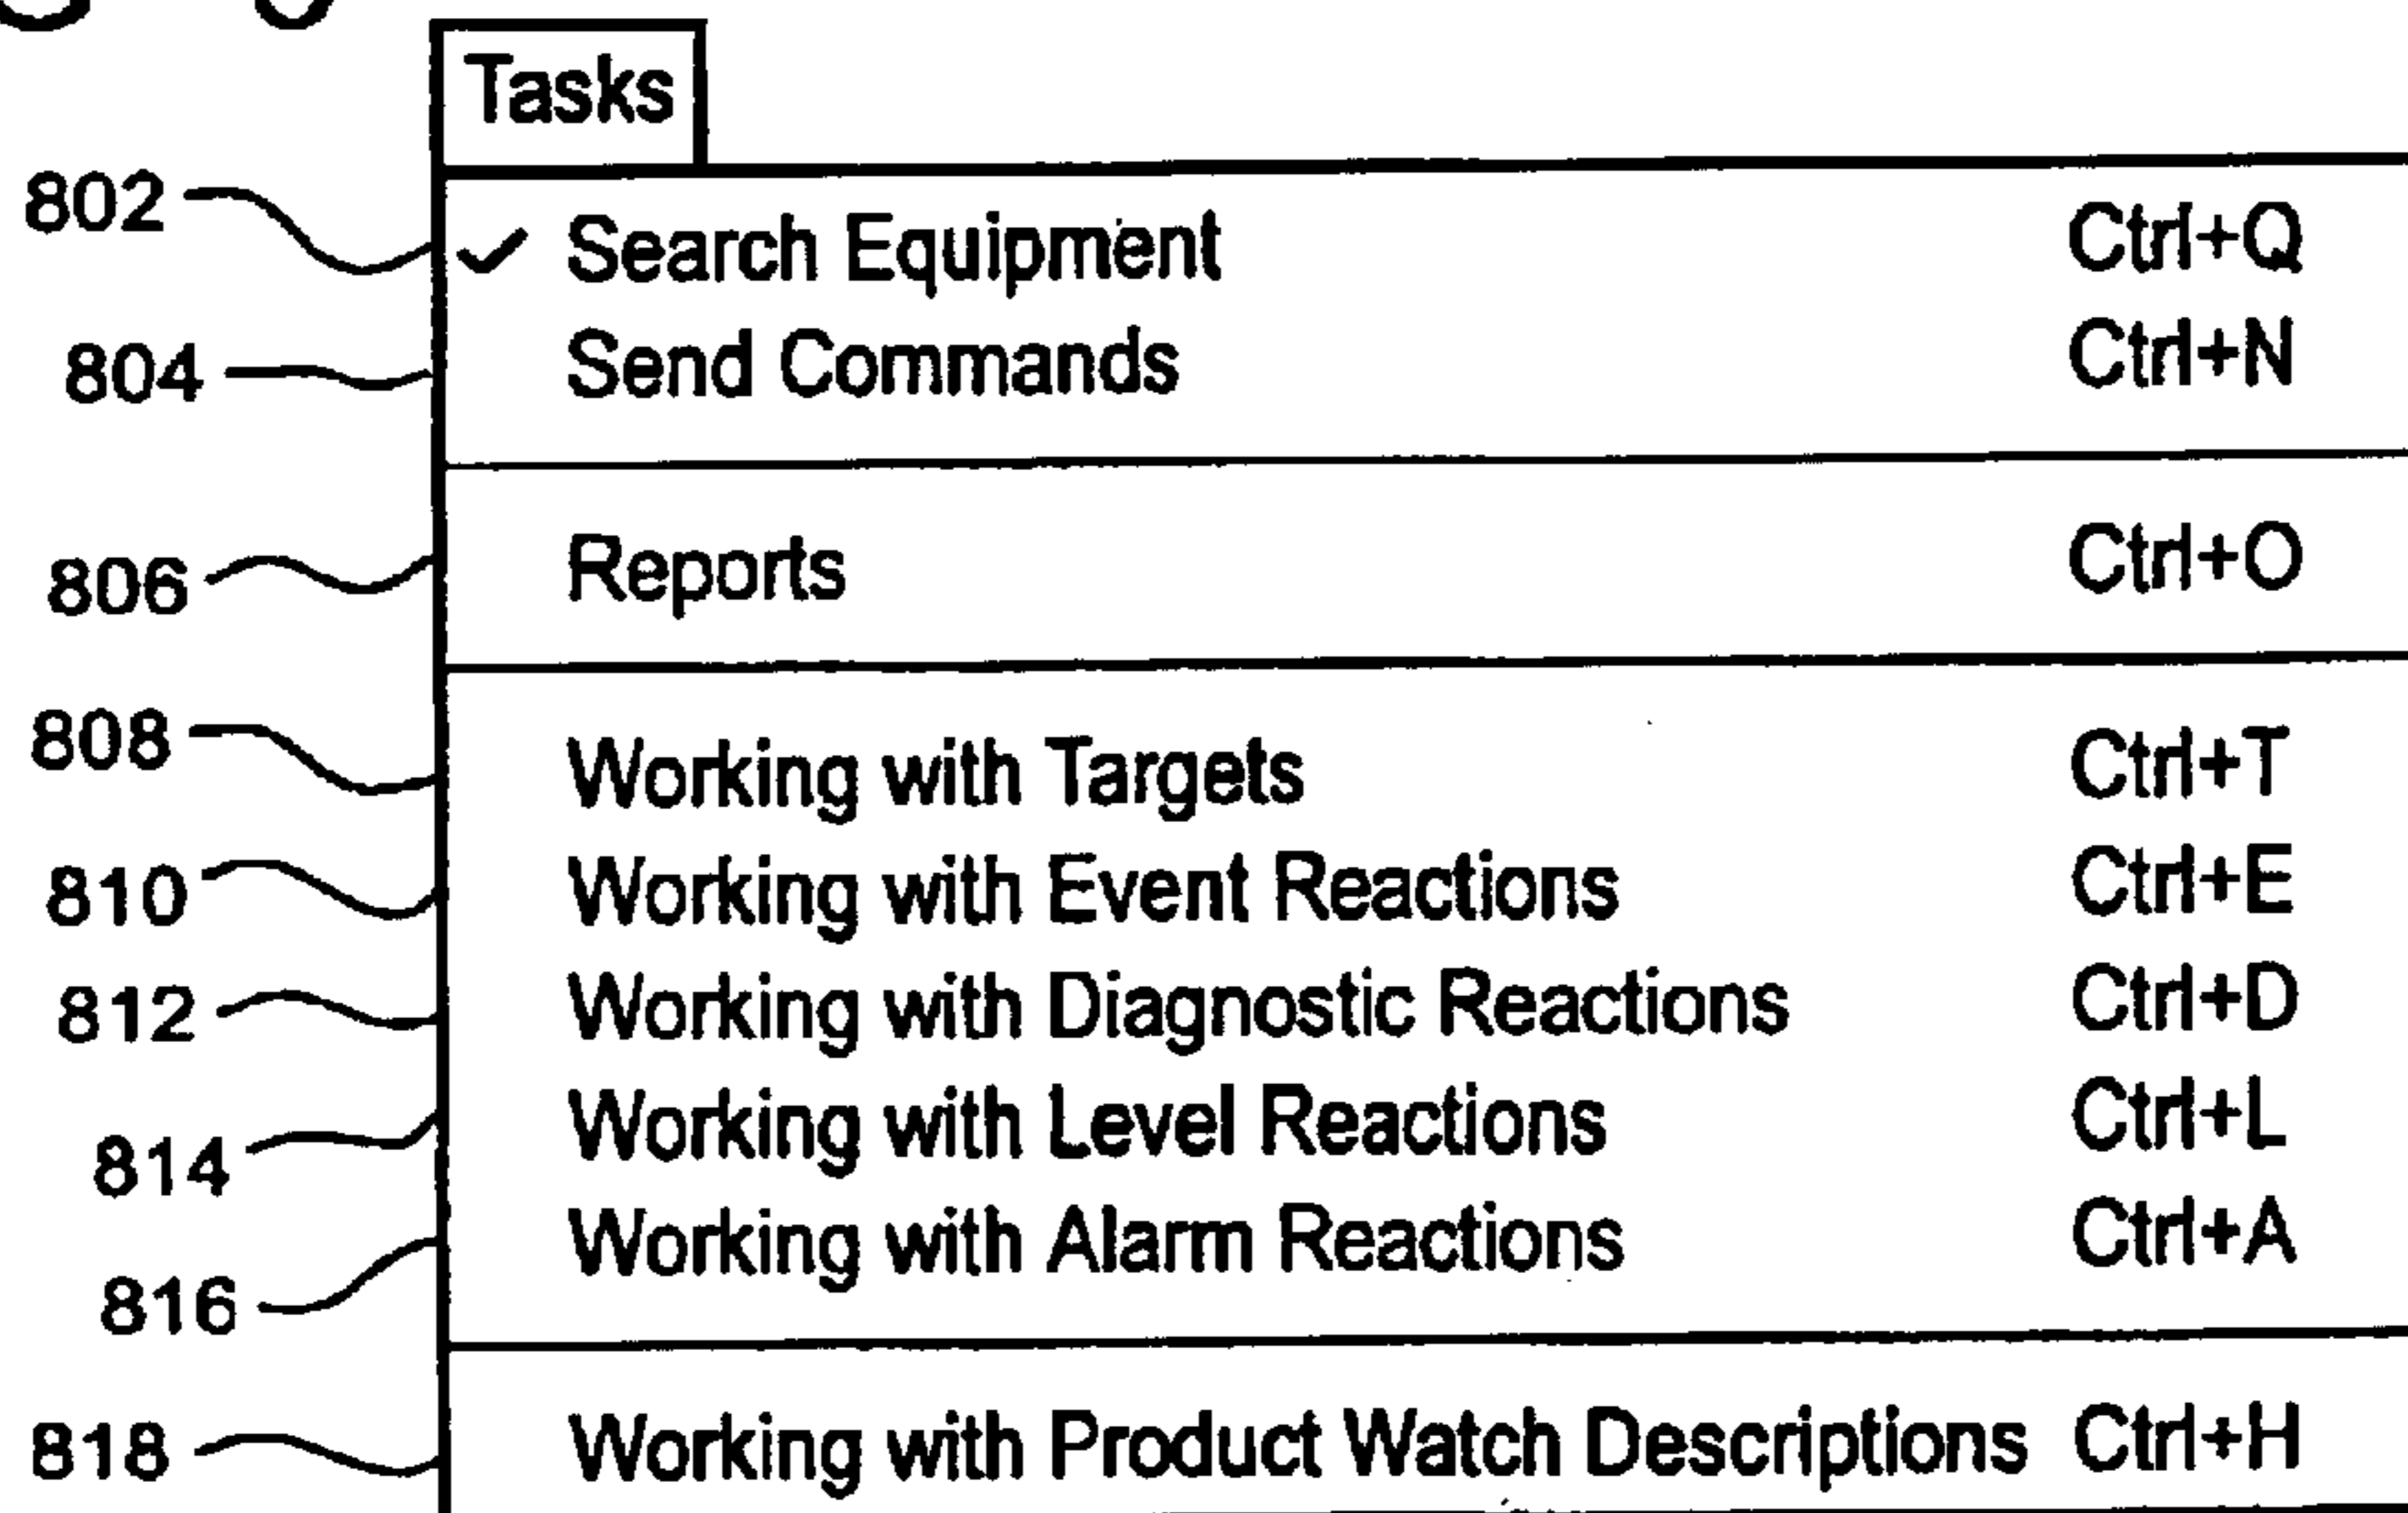 Tasks
802 ✓ Search Equipment Ctrl+Q
804 Send Commands Ctrl+N
806 Reports Ctrl+O
808 Working with Targets Ctrl+T
810 Working with Event Reactions Ctrl+E
812 Working with Diagnostic Reactions Ctrl+D
814 Working with Level Reactions Ctrl+L
816 Working with Alarm Reactions Ctrl+A
818 Working with Product Watch Descriptions Ctrl+H